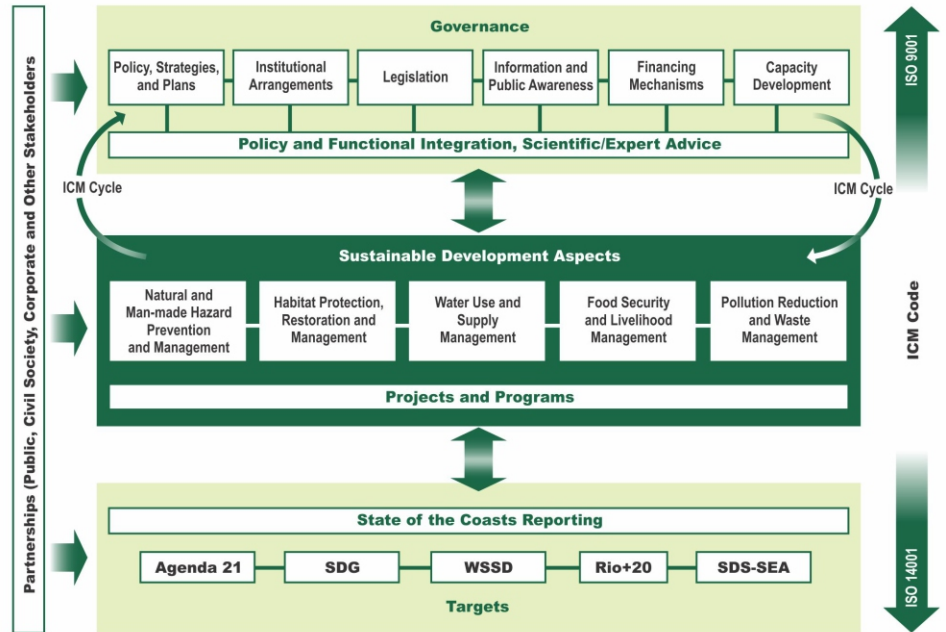 Partnerships (Public, Civil Society, Corporate and Other Stakeholders
Governance
Policy, Strategies,
and Plans
Institutional
Arrangements
Legislation
Information and
Public Awareness
Financing
Mechanisms
Capacity
Development
Policy and Functional Integration, Scientific/Expert Advice
ICM Cycle
ICM Cycle
Sustainable Development Aspects
Natural and
Man-made Hazard
Prevention
and Management
Habitat Protection,
Restoration and
Management
Water Use and
Supply
Management
Food Security
and Livelihood
Management
Pollution Reduction
and Waste
Management
Projects and Programs
State of the Coasts Reporting
Agenda 21
SDG
WSSD
Rio+20
SDS-SEA
Targets
ISO 9001
ICM Code
ISO 14001